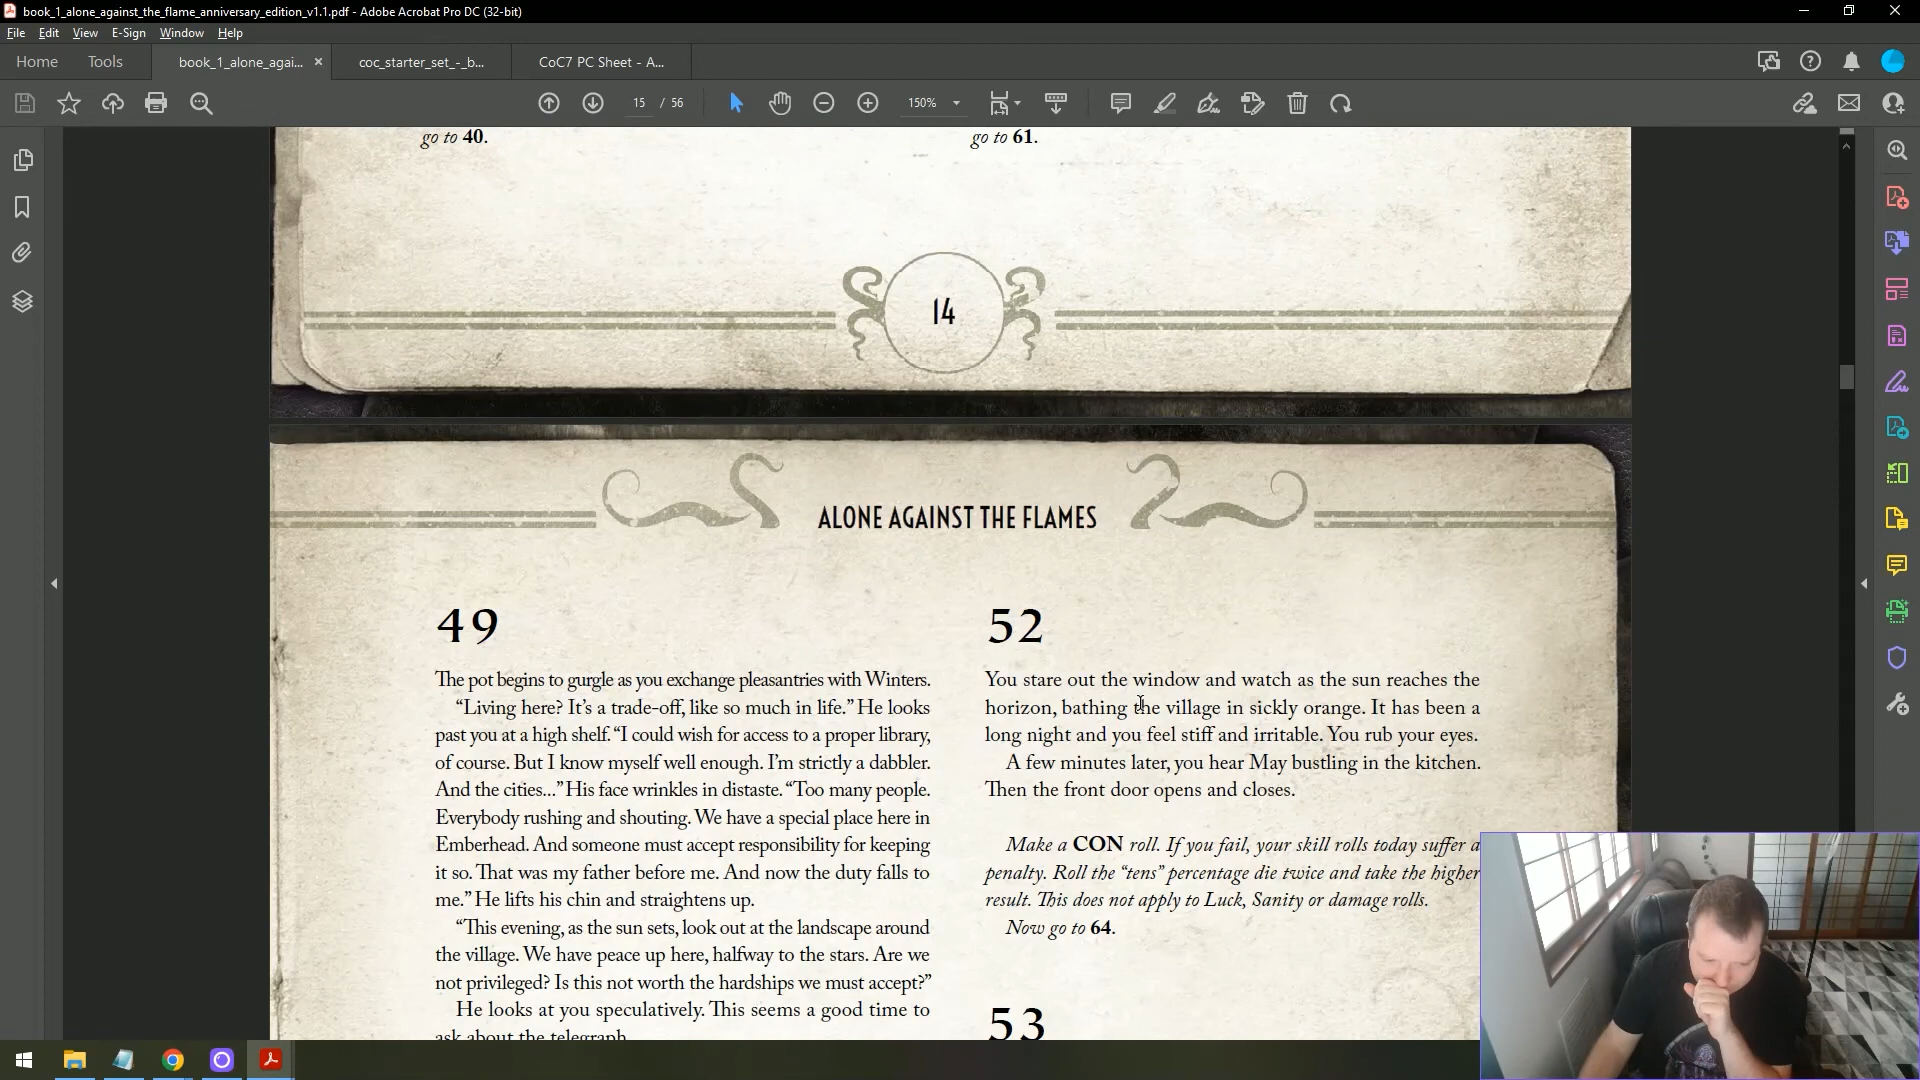 book_1_alone_against_the_flame_anniversary_edition_v1.1.pdf - Adobe Acrobat Pro DC (32-bit)
File Edit View E-Sign Window Help
Home Tools book_1_alone_agai... × coc_starter_set_-_b... CoC7 PC Sheet - A...
15 / 56 150%
go to 40.
go to 61.
14
ALONE AGAINST THE FLAMES
49
The pot begins to gurgle as you exchange pleasantries with Winters.
“Living here? It’s a trade-off, like so much in life.” He looks
past you at a high shelf. “I could wish for access to a proper library,
of course. But I know myself well enough. I’m strictly a dabbler.
And the cities...” His face wrinkles in distaste. “Too many people.
Everybody rushing and shouting. We have a special place here in
Emberhead. And someone must accept responsibility for keeping
it so. That was my father before me. And now the duty falls to
me.” He lifts his chin and straightens up.
“This evening, as the sun sets, look out at the landscape around
the village. We have peace up here, halfway to the stars. Are we
not privileged? Is this not worth the hardships we must accept?”
He looks at you speculatively. This seems a good time to
ask about the telegraph.
52
You stare out the window and watch as the sun reaches the
horizon, bathing the village in sickly orange. It has been a
long night and you feel stiff and irritable. You rub your eyes.
A few minutes later, you hear May bustling in the kitchen.
Then the front door opens and closes.
Make a CON roll. If you fail, your skill rolls today suffer a
penalty. Roll the “tens” percentage die twice and take the higher
result. This does not apply to Luck, Sanity or damage rolls.
Now go to 64.
53